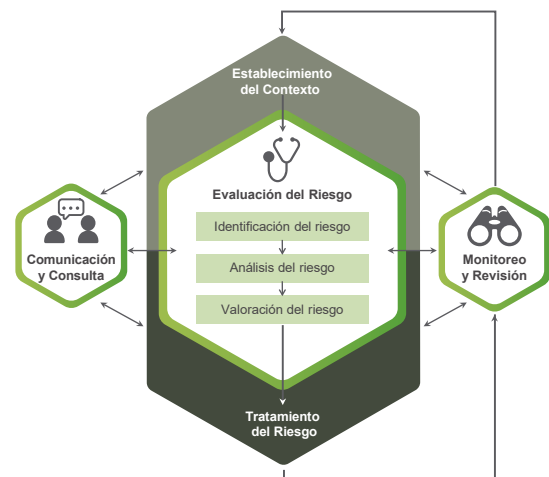 Establecimiento
del Contexto
Evaluación del Riesgo
Identificación del riesgo
Análisis del riesgo
Valoración del riesgo
Comunicación
y Consulta
Monitoreo
y Revisión
Tratamiento
del Riesgo